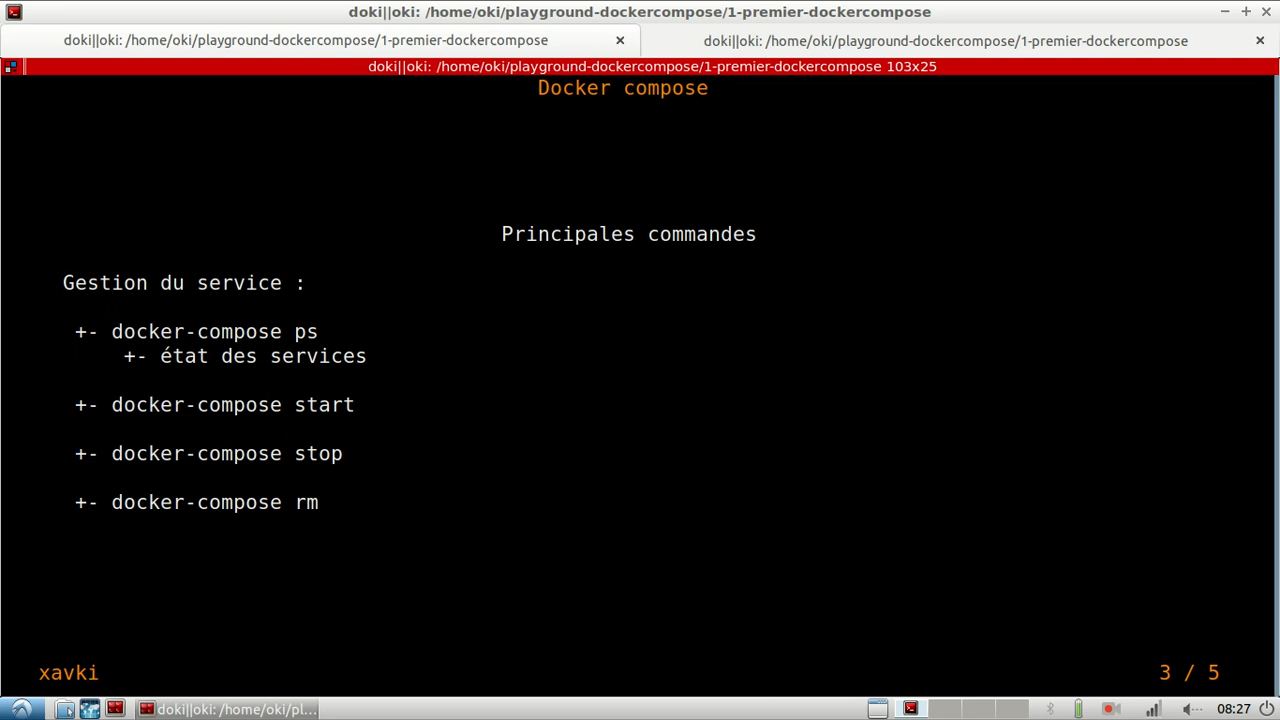 doki||oki: /home/oki/playground-dockercompose/1-premier-dockercompose
doki||oki: /home/oki/playground-dockercompose/1-premier-dockercompose
doki||oki: /home/oki/playground-dockercompose/1-premier-dockercompose
doki||oki: /home/oki/playground-dockercompose/1-premier-dockercompose 103x25
Docker compose
Principales commandes
Gestion du service :
+- docker-compose ps
+- état des services
+- docker-compose start
+- docker-compose stop
+- docker-compose rm
xavki
3 / 5
doki||oki: /home/oki/pl...
08:27